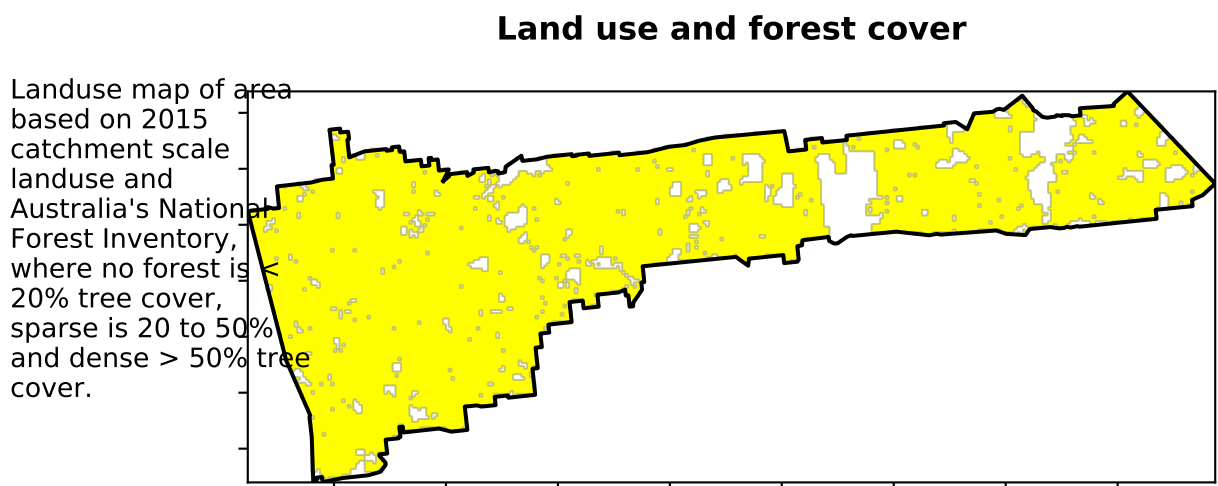 Land use and forest cover
Landuse map of area
based on 2015
catchment scale
landuse and
Australia's National
Forest Inventory,
where no forest is <
20% tree cover,
sparse is 20 to 50%
and dense > 50% tree
cover.